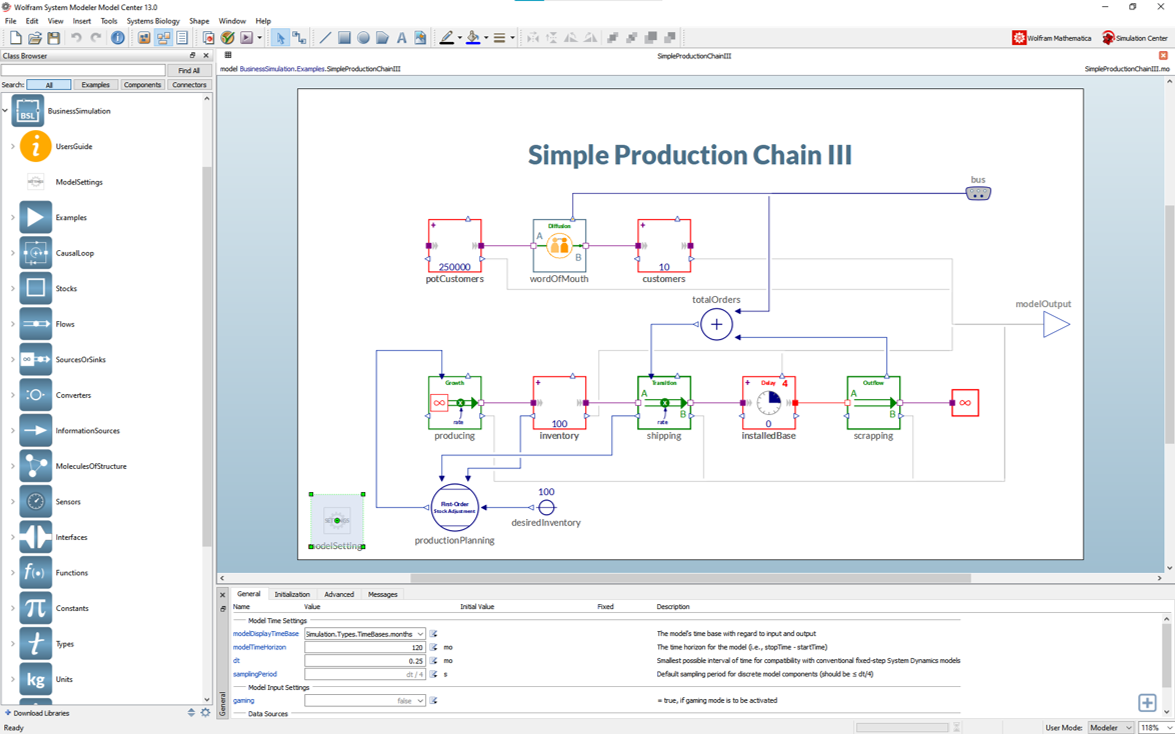 Wolfram System Modeler Model Center 13.0
File Edit View Insert Tools Systems Biology Shape Window Help
Wolfram Mathematica Simulation Center
Class Browser
Find All
Search: All Examples Components Connectors
BSL BusinessSimulation
i UsersGuide
ModelSettings
Examples
CausalLoop
Stocks
Flows
SourcesOrSinks
Converters
InformationSources
MoleculesOfStructure
Sensors
Interfaces
f(•) Functions
π Constants
t Types
kg Units
Download Libraries
Ready
SimpleProductionChainIII
model BusinessSimulation.Examples.SimpleProductionChainIII
SimpleProductionChainIII.mo
Simple Production Chain III
bus
+ 250000
potCustomers
Diffusion
A
B
wordOfMouth
+ 10
customers
totalOrders
+
modelOutput
Growth
∞
rate
producing
+
100
inventory
Transition
A
B
rate
shipping
+ Delay 4
0
installedBase
Outflow
A
B
scrapping
∞
First-Order
Stock Adjustment
productionPlanning
100
desiredInventory
modelSetting
General Initialization Advanced Messages
Name Value Initial Value Fixed Description
Model Time Settings
modelDisplayTimeBase Simulation.Types.TimeBases.months The model's time base with regard to input and output
modelTimeHorizon 120 mo The time horizon for the model (i.e., stopTime - startTime)
dt 0.25 mo Smallest possible interval of time for compatibility with conventional fixed-step System Dynamics models
samplingPeriod dt / 4 s Default sampling period for discrete model components (should be ≤ dt/4)
Model Input Settings
gaming false = true, if gaming mode is to be activated
Data Sources
General
User Mode: Modeler 118%